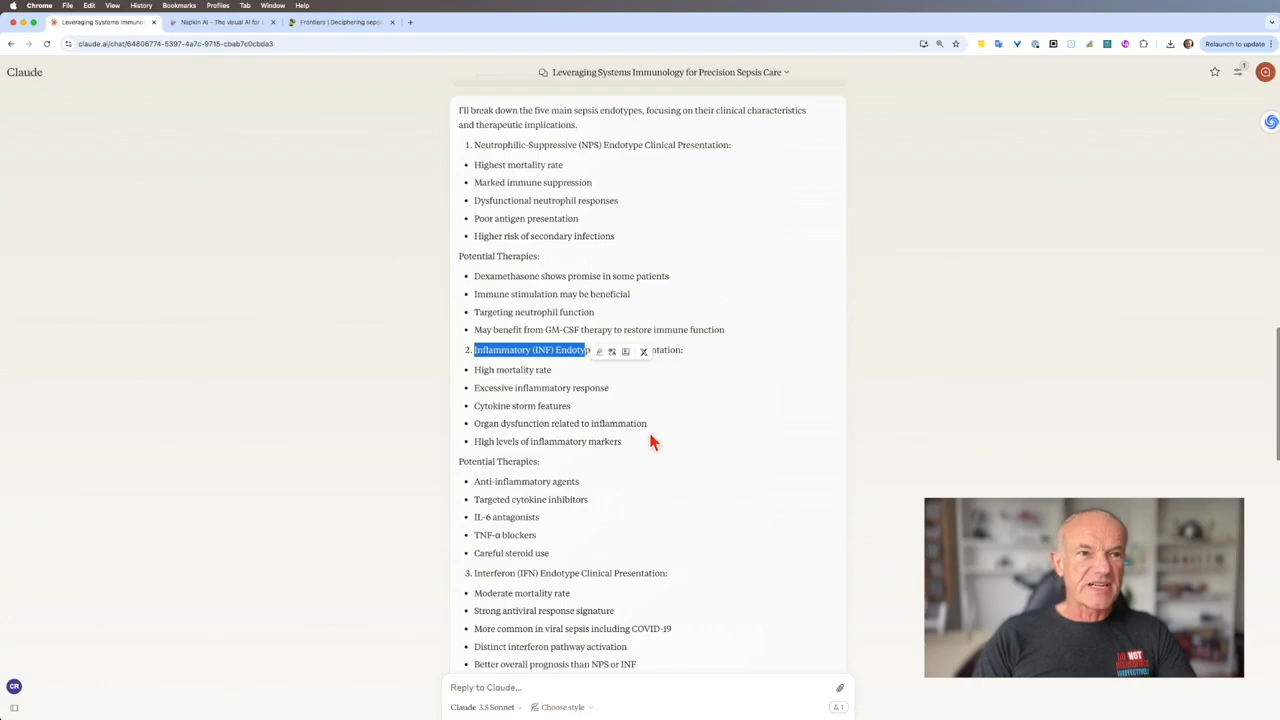 Chrome File Edit View History Bookmarks Profiles Tab Window Help
Leveraging Systems Immuno
Napkin AI - The visual AI for
Frontiers | Deciphering seps
claude.ai/chat/64806774-5397-4a7c-9715-cbab7c0cbda3
Relaunch to update
Claude
Leveraging Systems Immunology for Precision Sepsis Care
1
I'll break down the five main sepsis endotypes, focusing on their clinical characteristics
and therapeutic implications.
1. Neutrophilic-Suppressive (NPS) Endotype Clinical Presentation:
• Highest mortality rate
• Marked immune suppression
• Dysfunctional neutrophil responses
• Poor antigen presentation
• Higher risk of secondary infections
Potential Therapies:
• Dexamethasone shows promise in some patients
• Immune stimulation may be beneficial
• Targeting neutrophil function
• May benefit from GM-CSF therapy to restore immune function
2. Inflammatory (INF) Endotyp ntation:
• High mortality rate
• Excessive inflammatory response
• Cytokine storm features
• Organ dysfunction related to inflammation
• High levels of inflammatory markers
Potential Therapies:
• Anti-inflammatory agents
• Targeted cytokine inhibitors
• IL-6 antagonists
• TNF-α blockers
• Careful steroid use
3. Interferon (IFN) Endotype Clinical Presentation:
• Moderate mortality rate
• Strong antiviral response signature
• More common in viral sepsis including COVID-19
• Distinct interferon pathway activation
• Better overall prognosis than NPS or INF
DO NOT
CR
Reply to Claude...
Claude 3.5 Sonnet
Choose style
1